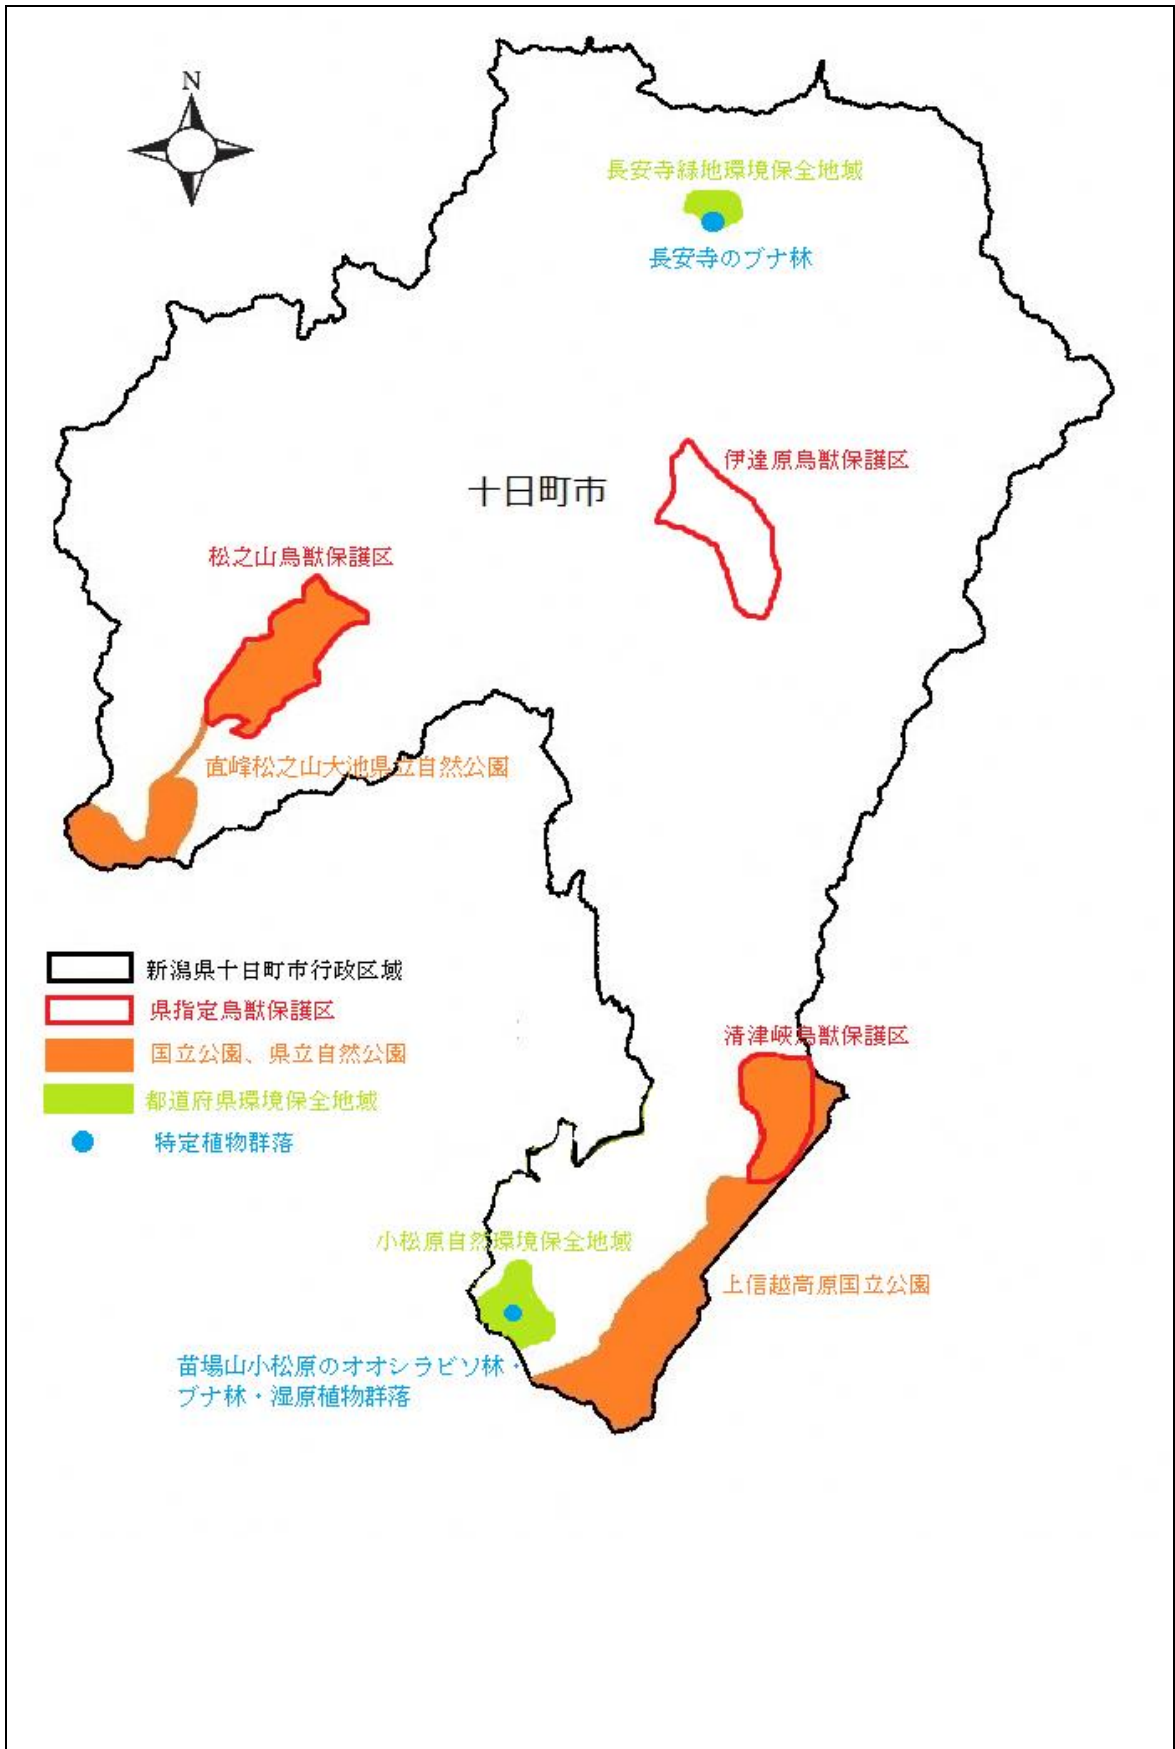 N
長安寺緑地環境保全地域
長安寺のブナ林
伊達原鳥獣保護区
十日町市
松之山鳥獣保護区
直峰松之山大池県立自然公園
新潟県十日町市行政区域
県指定鳥獣保護区
国立公園、県立自然公園
都道府県環境保全地域
特定植物群落
清津峡鳥獣保護区
小松原自然環境保全地域
上信越高原国立公園
苗場山小松原のオオシラビソ林・
ブナ林・湿原植物群落